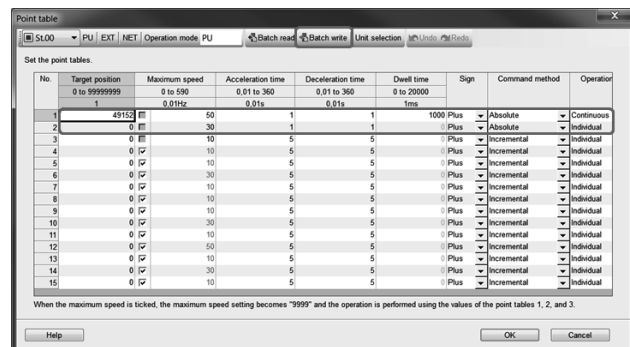 Point table
X
St.00 PU EXT NET Operation mode PU Batch read Batch write Unit selection Undo Redo
Set the point tables.
No. Target position Maximum speed Acceleration time Deceleration time Dwell time Sign Command method Operation
0 to 99999999 0 to 590 0,01 to 360 0,01 to 360 0 to 20000
1 0,01Hz 0,01s 0,01s 1ms
1 49152 50 1 1 1000 Plus Absolute Continuous
2 0 30 1 1 0 Plus Absolute Individual
3 0 10 5 5 0 Plus Incremental Individual
4 0 10 5 5 0 Plus Incremental Individual
5 0 10 5 5 0 Plus Incremental Individual
6 0 30 5 5 0 Plus Incremental Individual
7 0 10 5 5 0 Plus Incremental Individual
8 0 10 5 5 0 Plus Incremental Individual
9 0 10 5 5 0 Plus Incremental Individual
10 0 30 5 5 0 Plus Incremental Individual
11 0 10 5 5 0 Plus Incremental Individual
12 0 50 5 5 0 Plus Incremental Individual
13 0 10 5 5 0 Plus Incremental Individual
14 0 30 5 5 0 Plus Incremental Individual
15 0 10 5 5 0 Plus Incremental Individual
When the maximum speed is ticked, the maximum speed setting becomes "9999" and the operation is performed using the values of the point tables 1, 2, and 3.
Help OK Cancel